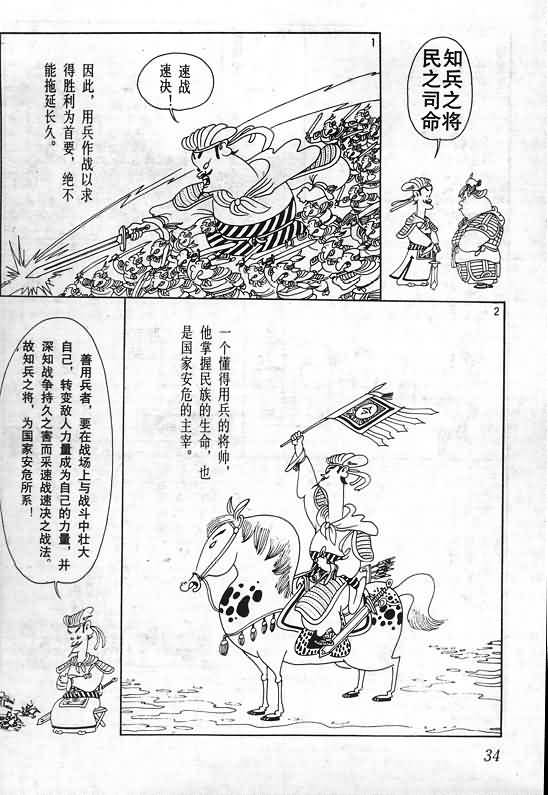 知兵之将
民之司命
1
速战
速决！
因此，用兵作战以求
得胜利为首要，绝不
能拖延长久。
2
一个懂得用兵的将帅，
他掌握民族的生命，也
是国家安危的主宰。
令
善用兵者，要在战场上与战斗中壮大
自己，转变敌人力量成为自己的力量，并
深知战争持久之害而采速战速决之战法。
故知兵之将，为国家安危所系！
34